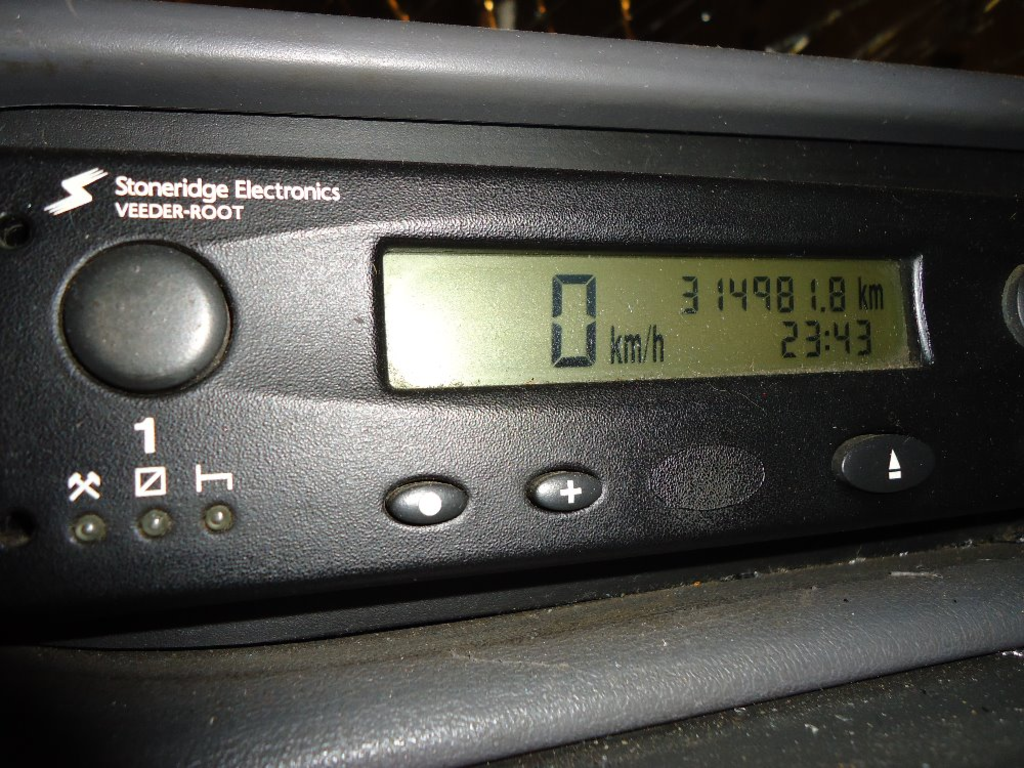 Stoneridge Electronics
VEEDER-ROOT
0 km/h
314981.8 km
23:43
1